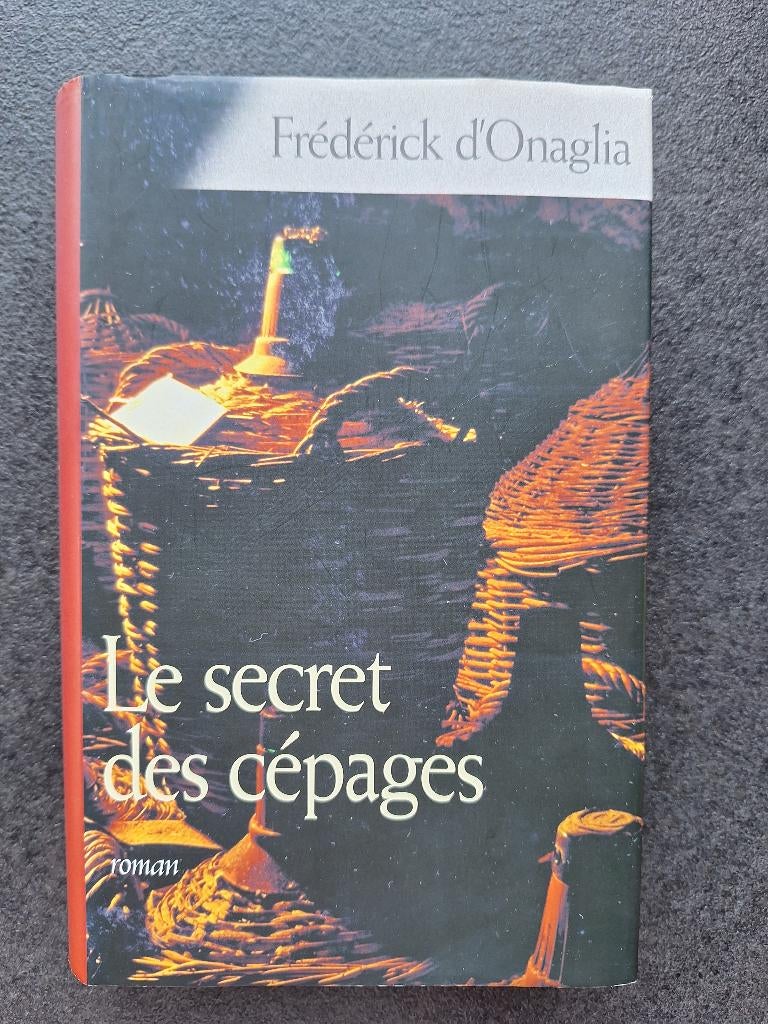 Frédérick d'Onaglia
Le secret
des cépages
roman